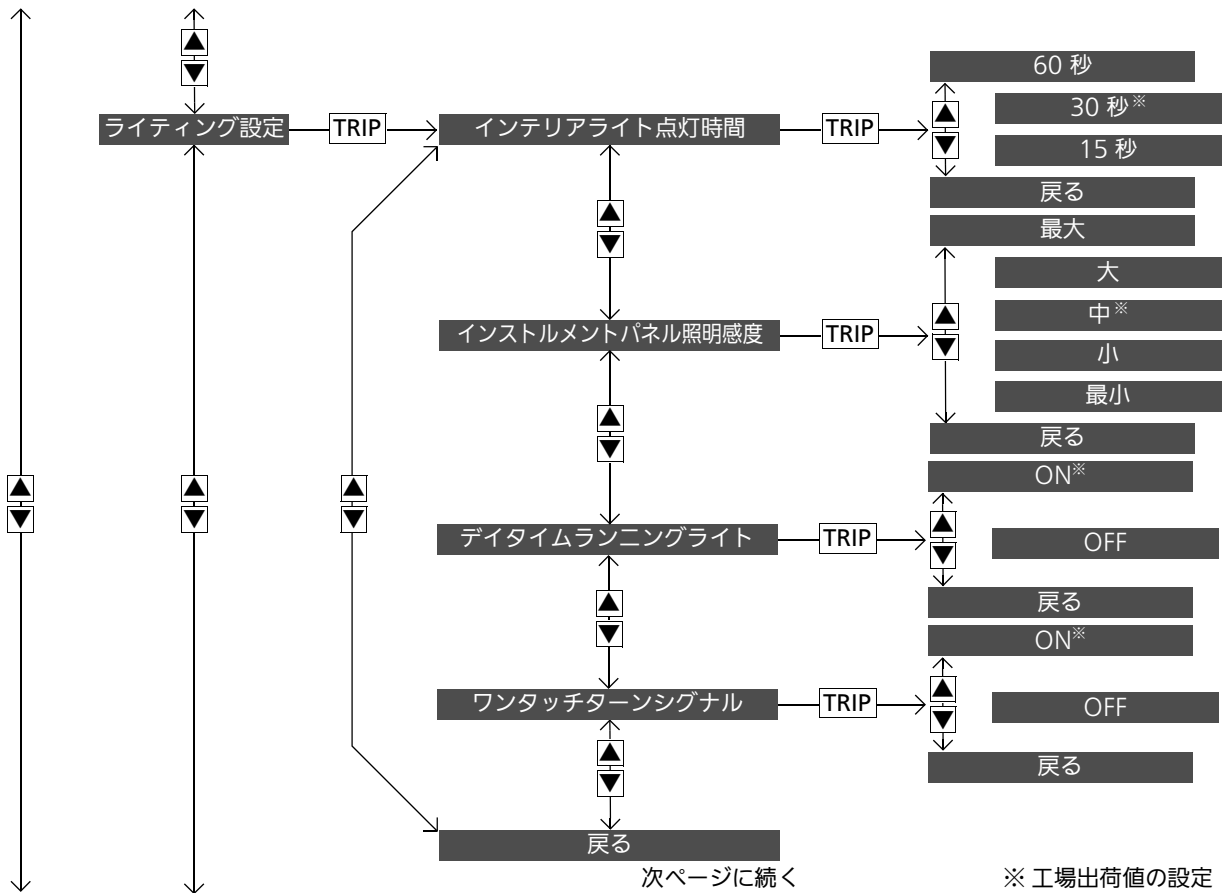 60 秒
30 秒※
15 秒
戻る
ライティング設定
TRIP
インテリアライト点灯時間
TRIP
最大
大
中※
小
最小
戻る
インストルメントパネル照明感度
TRIP
ON※
OFF
戻る
デイタイムランニングライト
TRIP
ON※
OFF
戻る
ワンタッチターンシグナル
TRIP
戻る
次ページに続く
※ 工場出荷値の設定